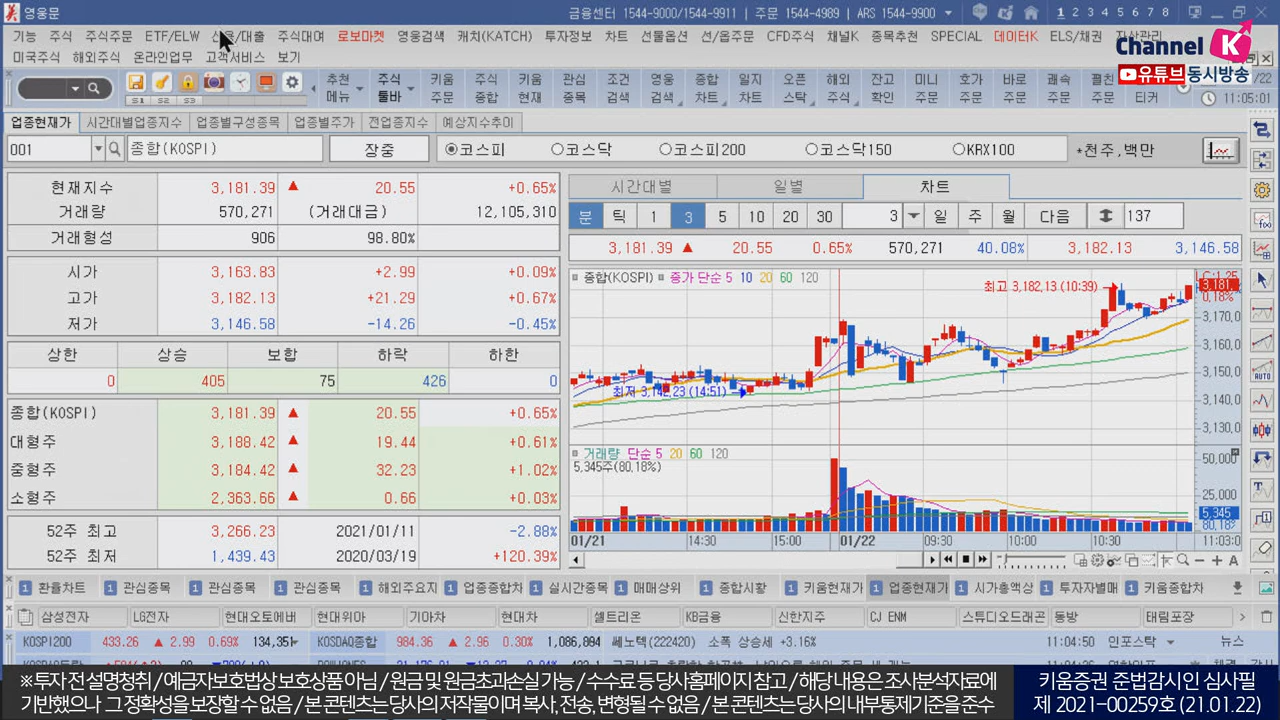 영웅문 금융센터 1544-9000/1544-9911 | 주문 1544-4989 | ARS 1544-9900 1 2 3 4 5 6 7 8
기능 주식 주식주문 ETF/ELW /대출 주식대여 로보마켓 영웅검색 캐치(KATCH) 투자정보 차트 선물옵션 선/옵주문 CFD주식 채널K 종목추천 SPECIAL 데이터K ELS/채권 자산관리
미국주식 해외주식 온라인업무 고객서비스 보기
Channel K
유튜브 동시방송
추천 주식 키움 주식 키움 관심 조건 영웅 종합 일지 오픈 해외 잔고 미니 호가 바로 쾌속 펼친 /22
메뉴 툴바 주문 종합 현재 종목 검색 검색 차트 차트 스탁 주식 확인 주문 주문 주문 주문 티커 11:05:01
S1 S2 S3
업종현재가 시간대별업종지수 업종별구성종목 업종별주가 전업종지수 예상지수추이
001 종합(KOSPI) 장중 코스피 코스닥 코스피200 코스닥150 KRX100 *천주,백만
현재지수 3,181.39 ▲ 20.55 +0.65%
거래량 570,271 (거래대금) 12,105,310
거래형성 906 98.80%
시가 3,163.83 +2.99 +0.09%
고가 3,182.13 +21.29 +0.67%
저가 3,146.58 -14.26 -0.45%
상한 상승 보합 하락 하한
0 405 75 426 0
종합(KOSPI) 3,181.39 ▲ 20.55 +0.65%
대형주 3,188.42 ▲ 19.44 +0.61%
중형주 3,184.42 ▲ 32.23 +1.02%
소형주 2,363.66 ▲ 0.66 +0.03%
52주 최고 3,266.23 2021/01/11 -2.88%
52주 최저 1,439.43 2020/03/19 +120.39%
시간대별 일별 차트
분 틱 1 3 5 10 20 30 3 일 주 월 다음 137
3,181.39 ▲ 20.55 0.65% 570,271 40.08% 3,182.13 3,146.58
종합(KOSPI) 종가 단순 5 10 20 60 120
최고 3,182.13 (10:39)
3,181
0.18%
3,170.0
3,160.0
3,150.0
3,140.0
3,130.0
최저 3,142.23 (14:51)
거래량 단순 5 20 60 120
5,345주(80.18%)
50,000
25,000
5,345
80.18%
01/21 14:30 15:00 01/22 09:30 10:00 10:30 11:03:0
1 환율차트 1 관심종목 1 관심종목 1 관심종목 1 해외주요지 1 업종종합차 1 실시간종목 1 매매상위 1 종합시황 1 키움현재가 1 업종현재가 1 시가총액상 1 투자자별매 1 키움종합차
삼성전자 LG전자 현대오토에버 현대위아 기아차 현대차 셀트리온 KB금융 신한지주 CJ ENM 스튜디오드래곤 동방 태림포장
KOSPI200 433.26 ▲ 2.99 0.69% 134,351 KOSDAQ종합 984.36 ▲ 2.96 0.30% 1,086,894 쎄노텍(222420) 소폭 상승세 +3.16% 11:04:50 인포스탁 뉴스
※투자 전 설명청취 / 예금자보호법상 보호상품 아님 / 원금 및 원금초과손실 가능 / 수수료 등 당사홈페이지 참고 / 해당 내용은 조사분석자료에
기반했으나 그 정확성을 보장할 수 없음 / 본 콘텐츠는 당사의 저작물이며 복사, 전송, 변형될 수 없음 / 본 콘텐츠는 당사의 내부통제기준을 준수
키움증권 준법감시인 심사필
제 2021-00259호 (21.01.22)